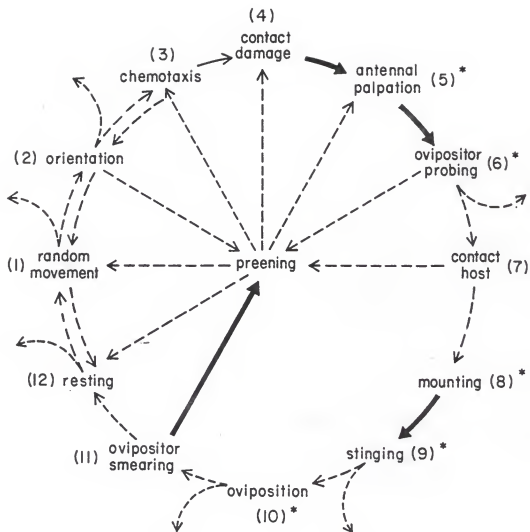 (4)
contact
damage
(3)
chemotaxis
antennal
palpation (5)*
(2) orientation
ovipositor
probing (6)*
(1) random
movement
preening
contact
host (7)
(12) resting
mounting (8)*
(11) ovipositor
smearing
stinging (9)*
oviposition
(10)*